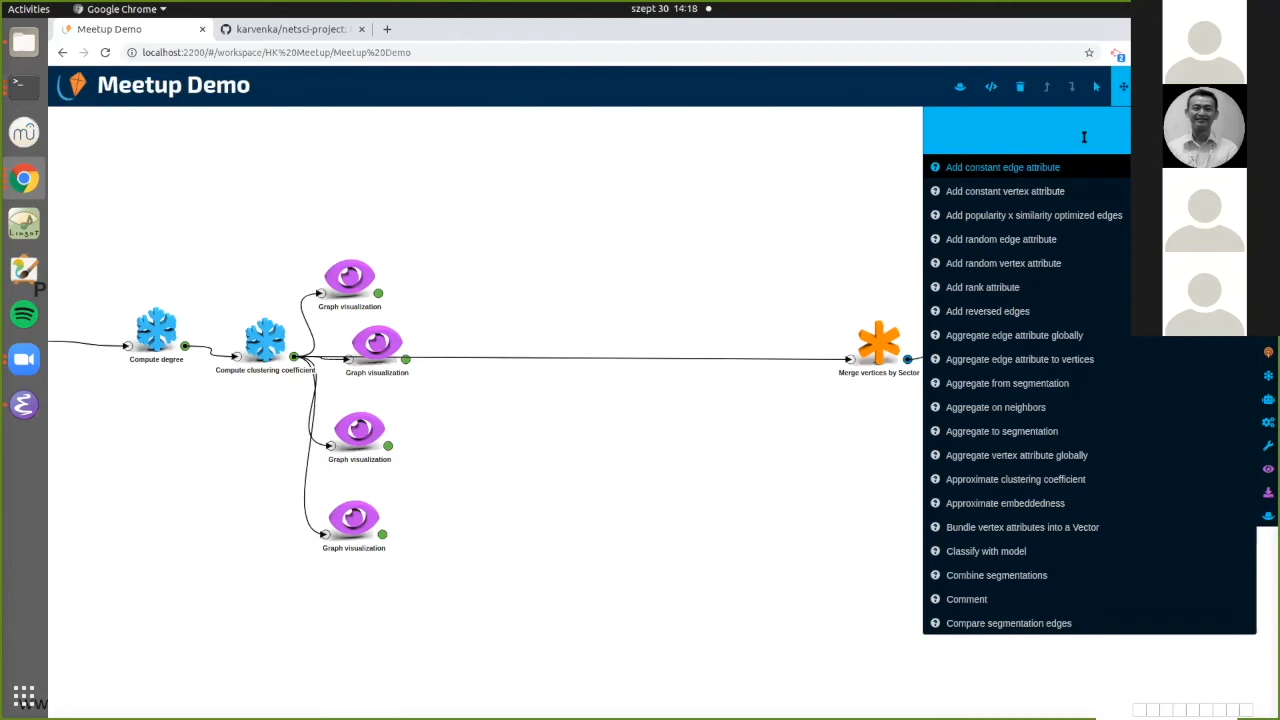 Activities
Google Chrome
szept 30 14:18
Meetup Demo
karvenka/netsci-project:
localhost:2200/#/workspace/HK%20Meetup/Meetup%20Demo
2
Meetup Demo
Add constant edge attribute
Add constant vertex attribute
Add popularity x similarity optimized edges
Add random edge attribute
Add random vertex attribute
Add rank attribute
Add reversed edges
Aggregate edge attribute globally
Aggregate edge attribute to vertices
Aggregate from segmentation
Aggregate on neighbors
Aggregate to segmentation
Aggregate vertex attribute globally
Approximate clustering coefficient
Approximate embeddedness
Bundle vertex attributes into a Vector
Classify with model
Combine segmentations
Comment
Compare segmentation edges
Graph visualization
Compute degree
Compute clustering coefficient
Graph visualization
Merge vertices by Sector
Graph visualization
Graph visualization
LingoT
P